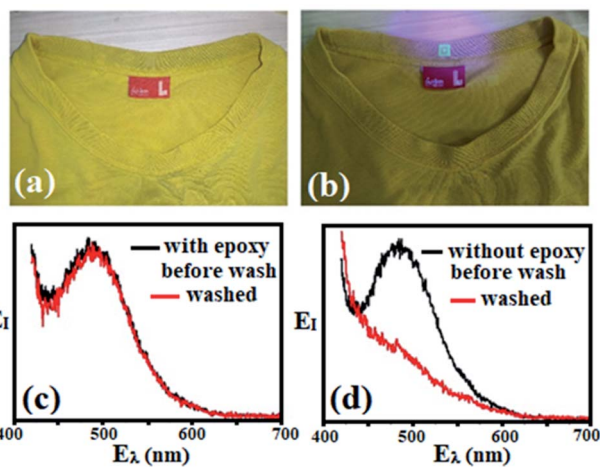 L
(a)
L
(b)
with epoxy
before wash
washed
(c)
400
500
600
700
Eλ (nm)
without epoxy
before wash
washed
EI
(d)
400
500
600
700
Eλ (nm)